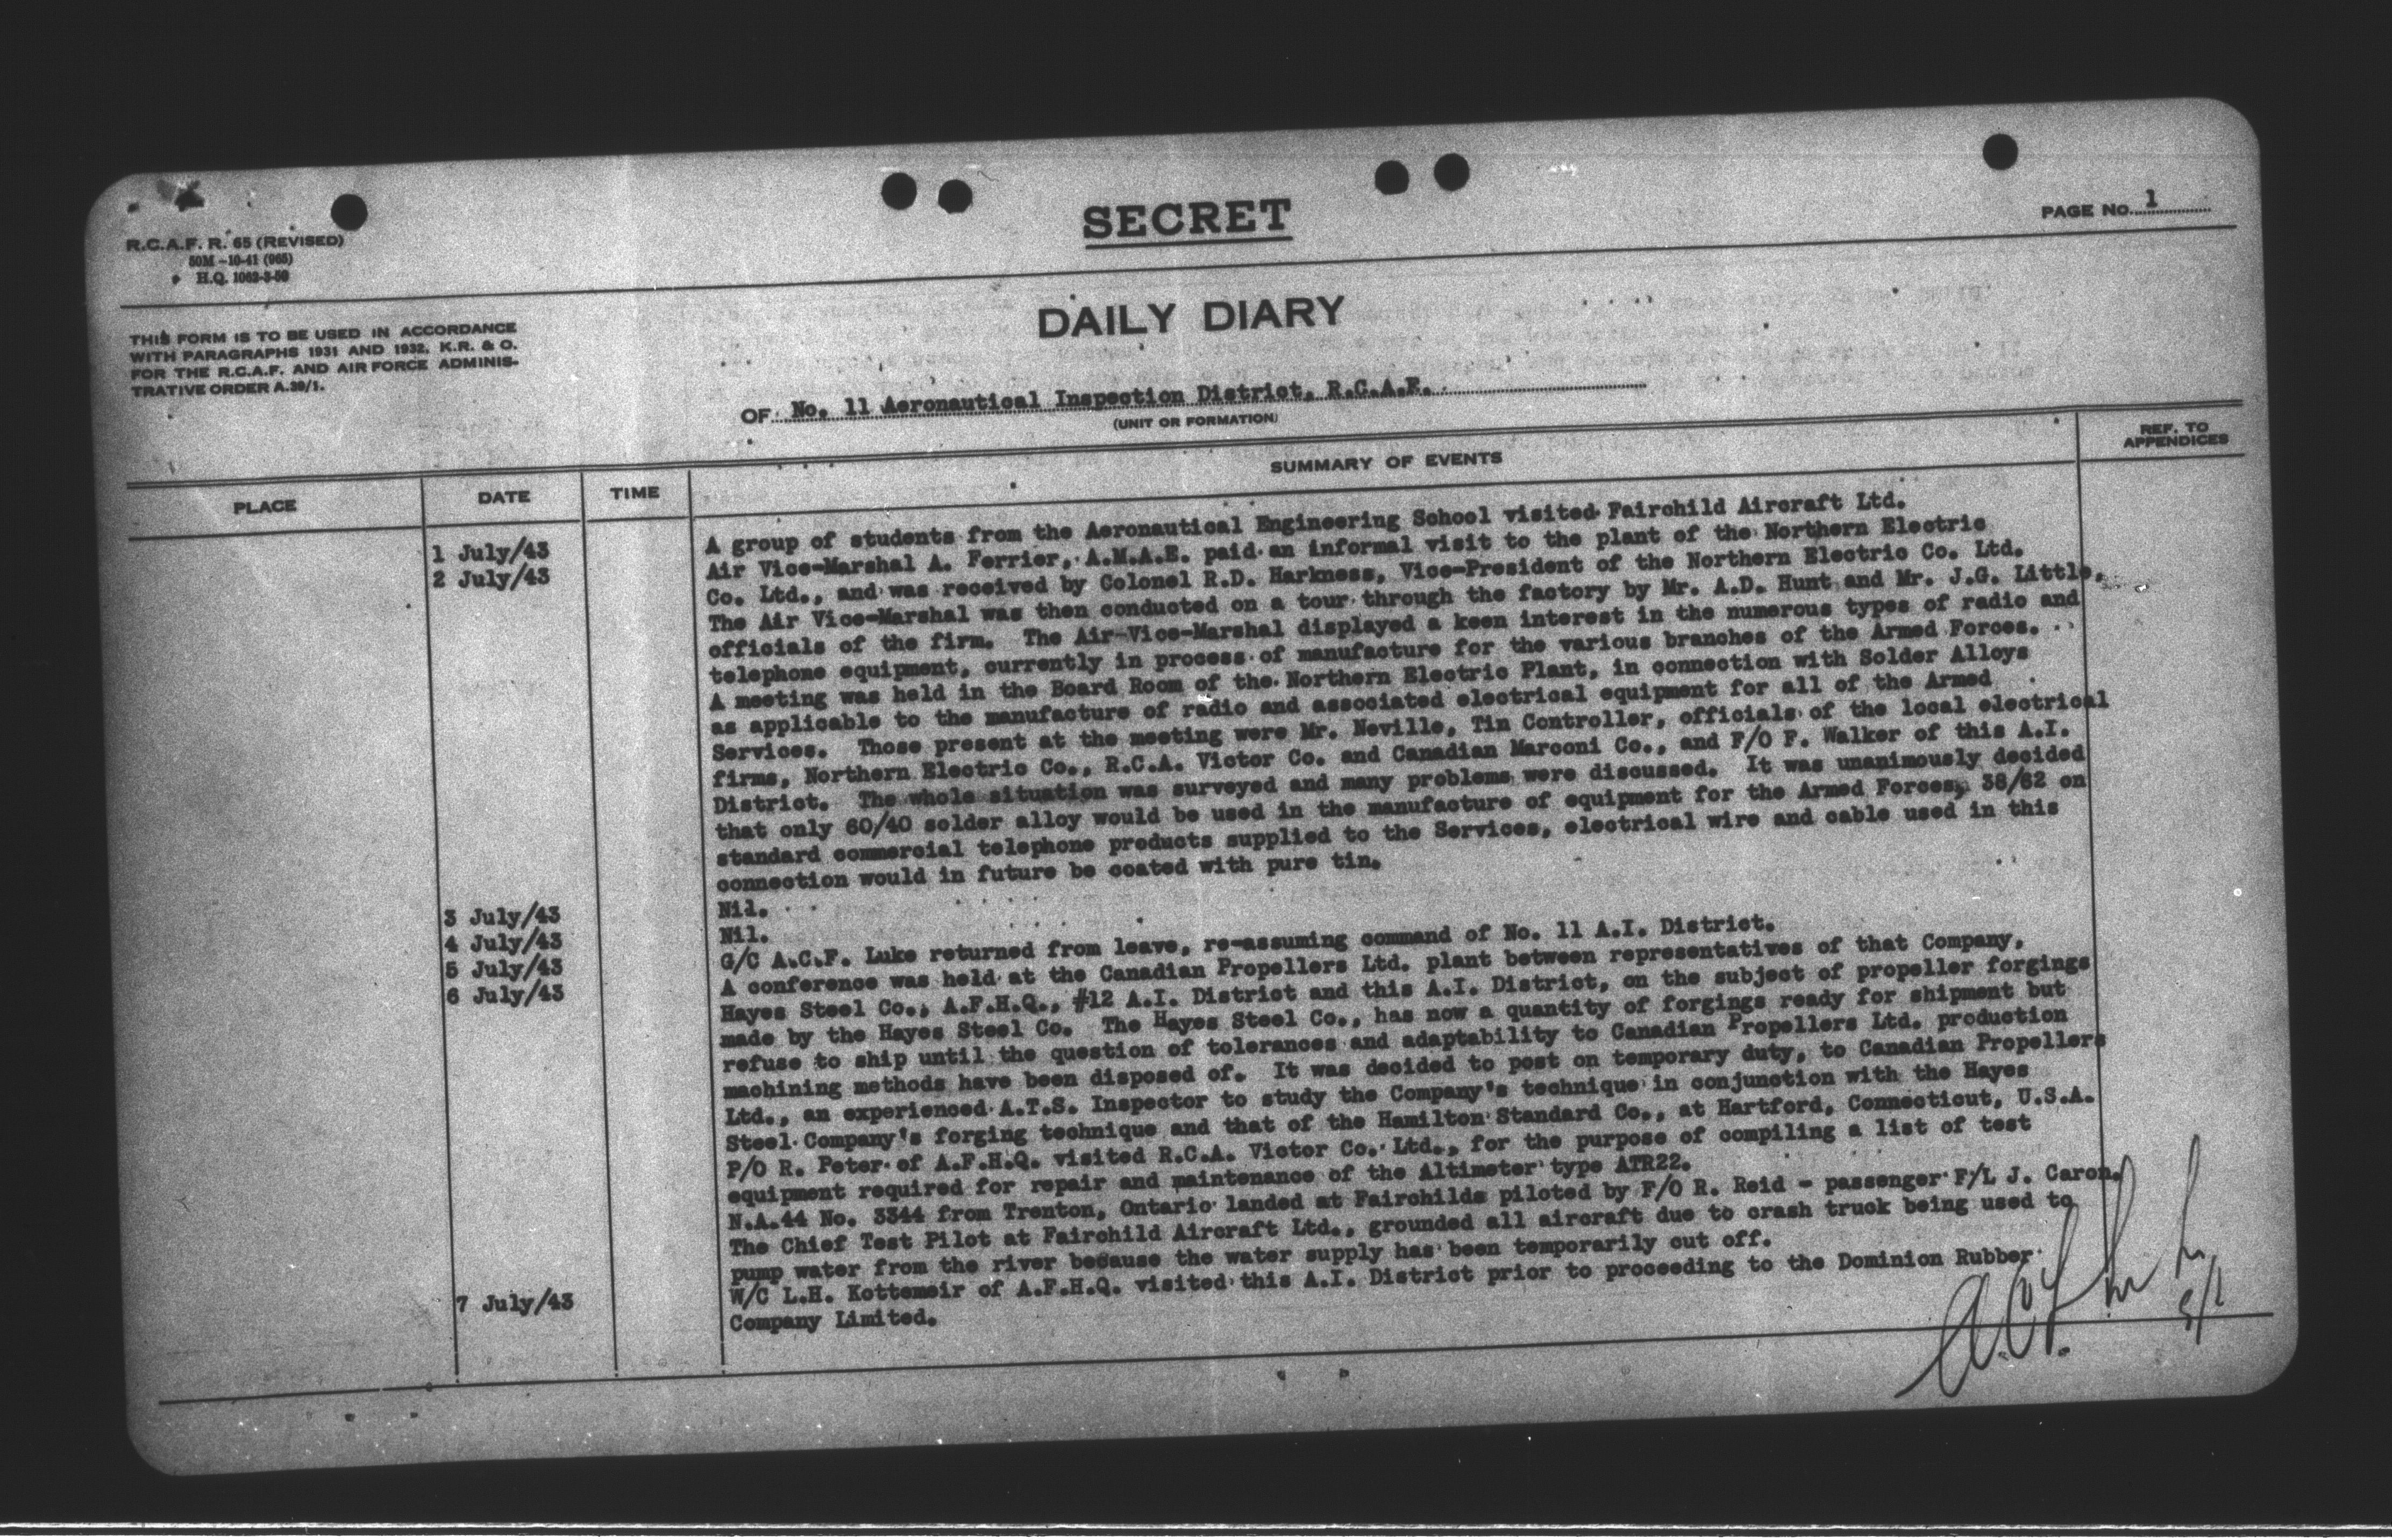 SECRET
PAGE No. 1
R.C.A.F. R. 65 (REVISED)
50M-10-41 (965)
H.Q. 1062-3-50
DAILY DIARY
THIS FORM IS TO BE USED IN ACCORDANCE
WITH PARAGRAPHS 1931 AND 1932, K.R. & O.
FOR THE R.C.A.F. AND AIR FORCE ADMINIS-
TRATIVE ORDER A.39/1.
OF No. 11 Aeronautical Inspection District, R.C.A.F.
(UNIT OR FORMATION)
PLACE DATE TIME SUMMARY OF EVENTS REF. TO APPENDICES
1 July/43 A group of students from the Aeronautical Engineering School visited Fairchild Aircraft Ltd.
2 July/43 Air Vice-Marshal A. Ferrier, A.M.A.E. paid an informal visit to the plant of the Northern Electric
Co. Ltd., and was received by Colonel R.D. Harkness, Vice-President of the Northern Electric Co. Ltd.
The Air Vice-Marshal was then conducted on a tour through the factory by Mr. A.D. Hunt and Mr. J.G. Little,
officials of the firm. The Air-Vice-Marshal displayed a keen interest in the numerous types of radio and
telephone equipment, currently in process of manufacture for the various branches of the Armed Forces.
A meeting was held in the Board Room of the Northern Electric Plant, in connection with Solder Alloys
as applicable to the manufacture of radio and associated electrical equipment for all of the Armed
Services. Those present at the meeting were Mr. Neville, Tin Controller, officials of the local electrical
firms, Northern Electric Co., R.C.A. Victor Co. and Canadian Marconi Co., and F/O F. Walker of this A.I.
District. The whole situation was surveyed and many problems were discussed. It was unanimously decided
that only 60/40 solder alloy would be used in the manufacture of equipment for the Armed Forces, 38/62 on
standard commercial telephone products supplied to the Services, electrical wire and cable used in this
connection would in future be coated with pure tin.
3 July/43 Nil.
4 July/43 Nil.
5 July/43 G/C A.C.F. Luke returned from leave, re-assuming command of No. 11 A.I. District.
6 July/43 A conference was held at the Canadian Propellers Ltd. plant between representatives of that Company,
Hayes Steel Co., A.F.H.Q., #12 A.I. District and this A.I. District, on the subject of propeller forgings
made by the Hayes Steel Co. The Hayes Steel Co., has now a quantity of forgings ready for shipment but
refuse to ship until the question of tolerances and adaptability to Canadian Propellers Ltd. production
machining methods have been disposed of. It was decided to post on temporary duty, to Canadian Propellers
Ltd., an experienced A.T.S. Inspector to study the Company's technique in conjunction with the Hayes
Steel Company's forging technique and that of the Hamilton Standard Co., at Hartford, Connecticut, U.S.A.
P/O R. Peter of A.F.H.Q. visited R.C.A. Victor Co. Ltd., for the purpose of compiling a list of test
equipment required for repair and maintenance of the Altimeter type ATR22.
N.A.44 No. 3344 from Trenton, Ontario landed at Fairchilds piloted by F/O R. Reid - passenger F/L J. Caron.
The Chief Test Pilot at Fairchild Aircraft Ltd., grounded all aircraft due to crash truck being used to
pump water from the river because the water supply has been temporarily cut off.
7 July/43 W/C L.H. Kottemeir of A.F.H.Q. visited this A.I. District prior to proceeding to the Dominion Rubber
Company Limited.